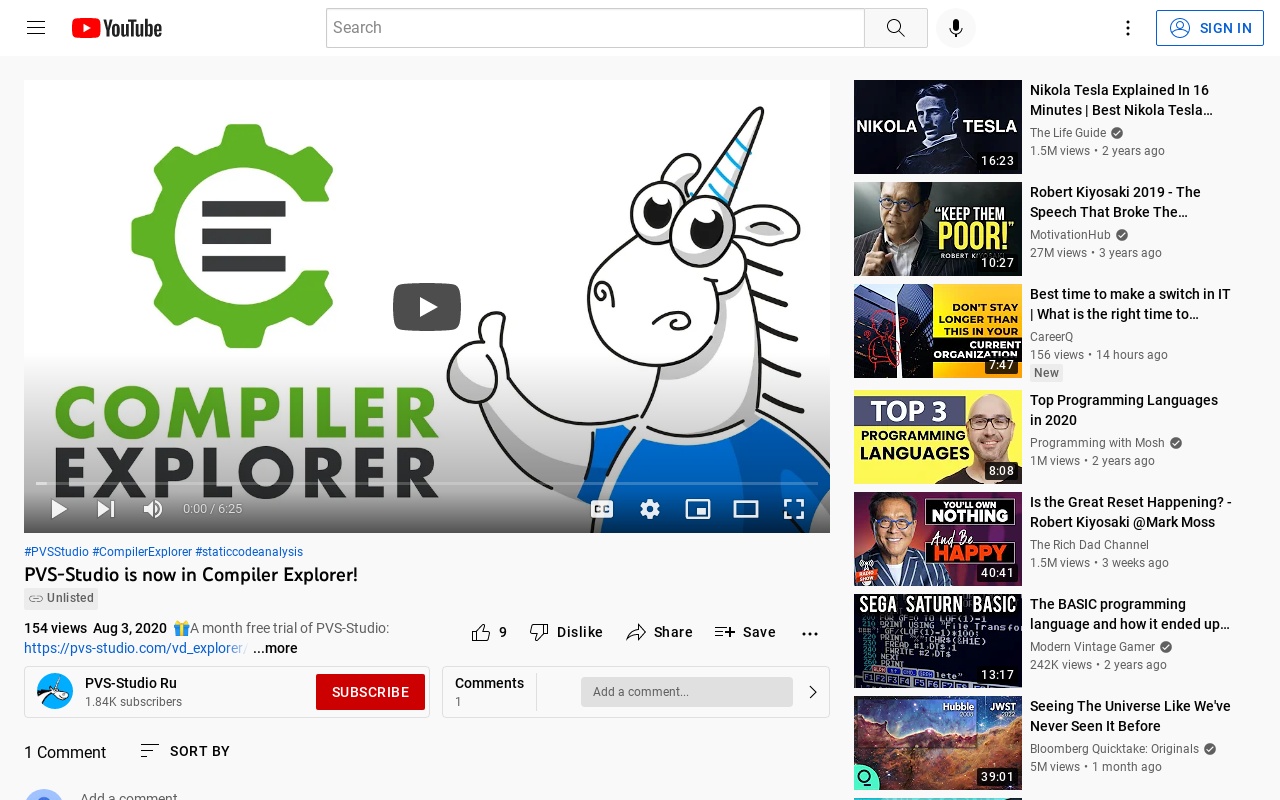 YouTube
Search
SIGN IN
COMPILER
EXPLORER
0:00 / 6:25
CC
#PVSStudio #CompilerExplorer #staticcodeanalysis
PVS-Studio is now in Compiler Explorer!
Unlisted
154 views Aug 3, 2020 🎁A month free trial of PVS-Studio:
https://pvs-studio.com/vd_explorer/ ...more
9
Dislike
Share
Save
PVS-Studio Ru
1.84K subscribers
SUBSCRIBE
Comments
1
Add a comment...
1 Comment
SORT BY
Add a comment...
NIKOLA TESLA
16:23
Nikola Tesla Explained In 16
Minutes | Best Nikola Tesla...
The Life Guide
1.5M views • 2 years ago
"KEEP THEM
POOR!"
ROBERT KIYOSAKI
10:27
Robert Kiyosaki 2019 - The
Speech That Broke The...
MotivationHub
27M views • 3 years ago
DON'T STAY
LONGER THAN
THIS IN YOUR
CURRENT
ORGANIZATION
7:47
Best time to make a switch in IT
| What is the right time to...
CareerQ
156 views • 14 hours ago
New
TOP 3
PROGRAMMING
LANGUAGES
8:08
Top Programming Languages
in 2020
Programming with Mosh
1M views • 2 years ago
YOU'LL OWN
NOTHING
And Be
HAPPY
RADIO
SHOW
40:41
Is the Great Reset Happening? -
Robert Kiyosaki @Mark Moss
The Rich Dad Channel
1.5M views • 3 weeks ago
SEGA SATURN BASIC
13:17
The BASIC programming
language and how it ended up...
Modern Vintage Gamer
242K views • 2 years ago
Hubble
2008
JWST
2022
39:01
Seeing The Universe Like We've
Never Seen It Before
Bloomberg Quicktake: Originals
5M views • 1 month ago